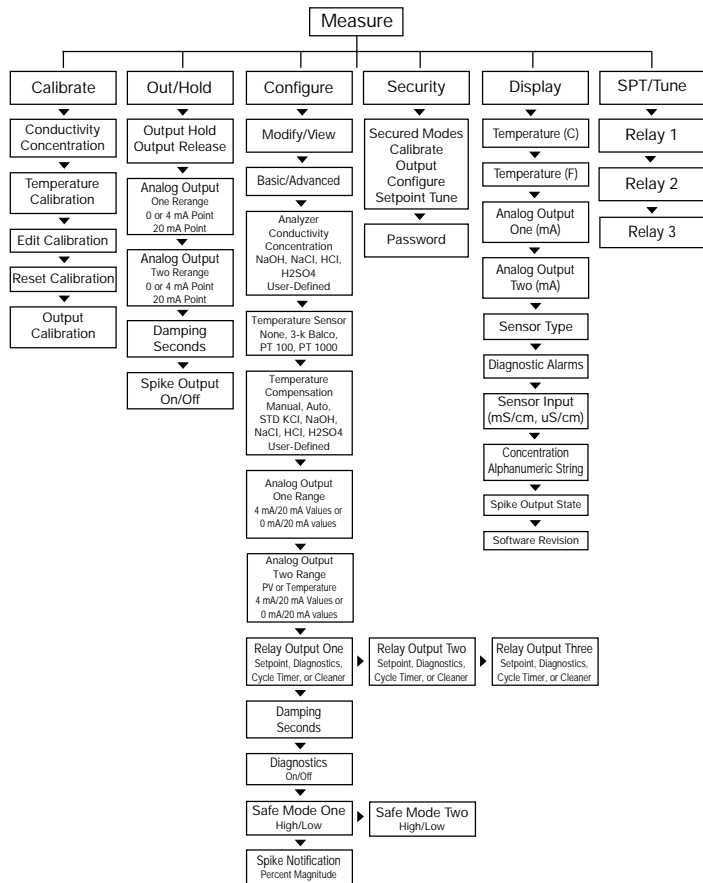 Measure
Calibrate
Conductivity
Concentration
Temperature
Calibration
Edit Calibration
Reset Calibration
Output
Calibration
Out/Hold
Output Hold
Output Release
Analog Output
One Rerange
0 or 4 mA Point
20 mA Point
Analog Output
Two Rerange
0 or 4 mA Point
20 mA Point
Damping
Seconds
Spike Output
On/Off
Configure
Modify/View
Basic/Advanced
Analyzer
Conductivity
Concentration
NaOH, NaCl, HCl,
H2SO4
User-Defined
Temperature Sensor
None, 3-k Balco,
PT 100, PT 1000
Temperature
Compensation
Manual, Auto,
STD KCl, NaOH,
NaCl, HCl, H2SO4
User-Defined
Analog Output
One Range
4 mA/20 mA Values or
0 mA/20 mA values
Analog Output
Two Range
PV or Temperature
4 mA/20 mA Values or
0 mA/20 mA values
Relay Output One
Setpoint, Diagnostics,
Cycle Timer, or Cleaner
Relay Output Two
Setpoint, Diagnostics,
Cycle Timer, or Cleaner
Relay Output Three
Setpoint, Diagnostics,
Cycle Timer, or Cleaner
Damping
Seconds
Diagnostics
On/Off
Safe Mode One
High/Low
Safe Mode Two
High/Low
Spike Notification
Percent Magnitude
Security
Secured Modes
Calibrate
Output
Configure
Setpoint Tune
Password
Display
Temperature (C)
Temperature (F)
Analog Output
One (mA)
Analog Output
Two (mA)
Sensor Type
Diagnostic Alarms
Sensor Input
(mS/cm, uS/cm)
Concentration
Alphanumeric String
Spike Output State
Software Revision
SPT/Tune
Relay 1
Relay 2
Relay 3